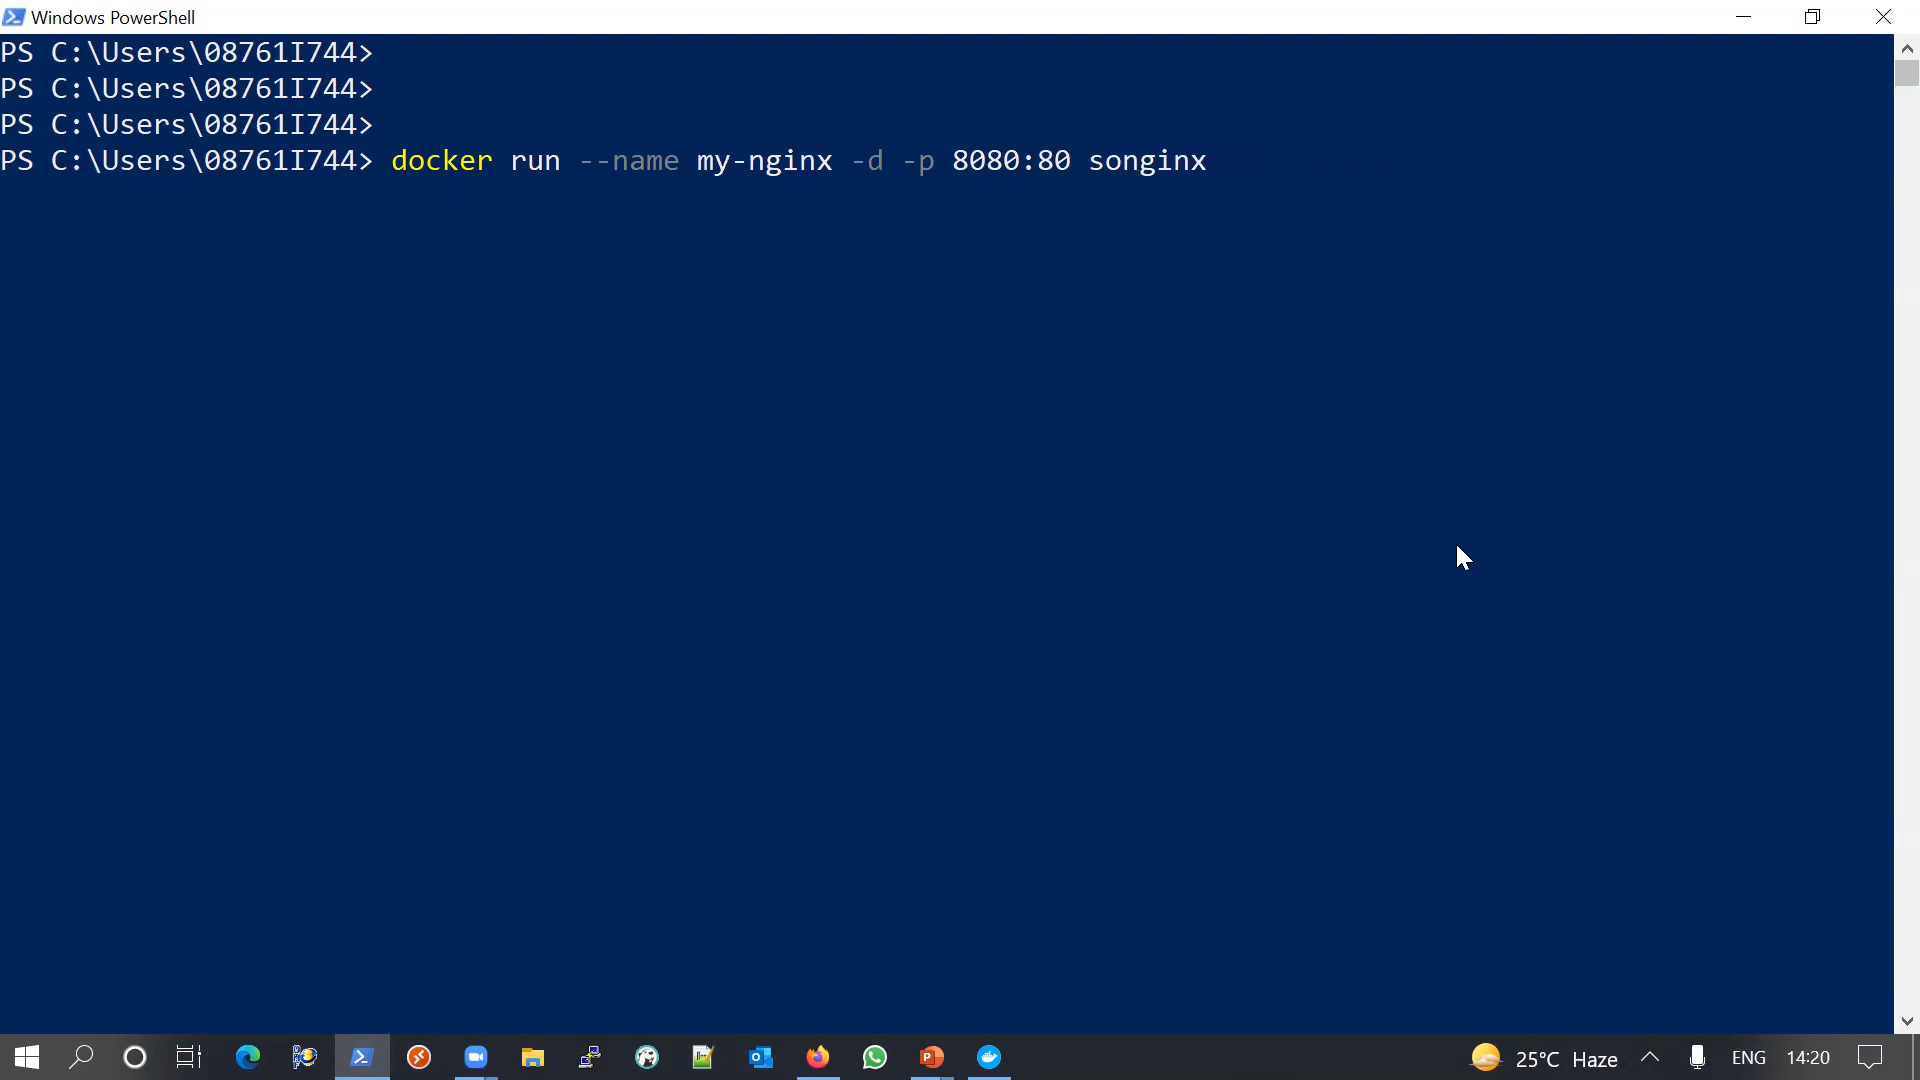 Windows PowerShell
PS C:\Users\08761I744>
PS C:\Users\08761I744>
PS C:\Users\08761I744>
PS C:\Users\08761I744> docker run --name my-nginx -d -p 8080:80 songinx
25°C Haze ENG 14:20